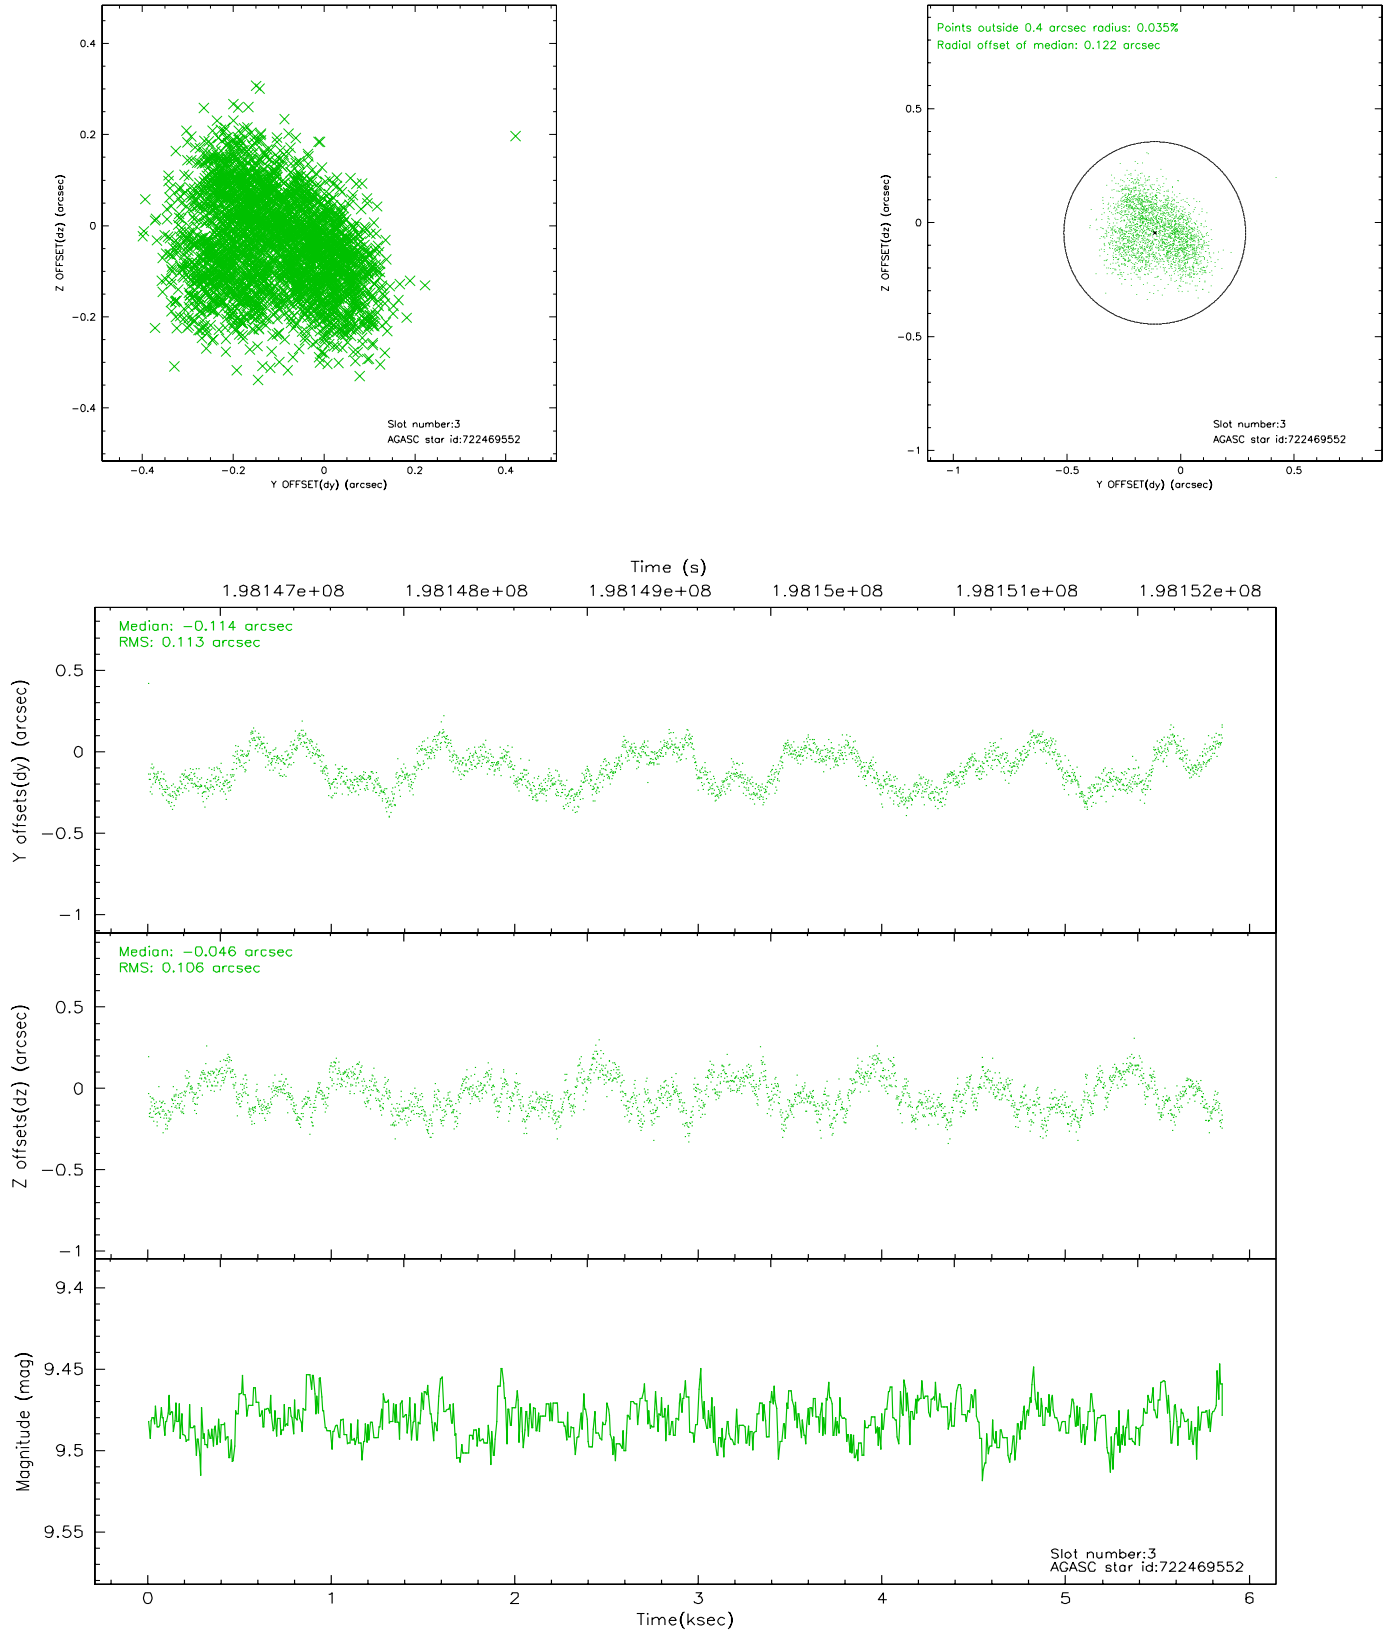 0.4
0.2
0
−0.2
−0.4
Z OFFSET(dz) (arcsec)
−0.4
−0.2
0
0.2
0.4
Y OFFSET(dy) (arcsec)
Slot number:3
AGASC star id:722469552
Points outside 0.4 arcsec radius: 0.035%
Radial offset of median: 0.122 arcsec
0.5
0
−0.5
−1
Z OFFSET(dz) (arcsec)
−1
−0.5
0
0.5
Y OFFSET(dy) (arcsec)
Slot number:3
AGASC star id:722469552
Time (s)
1.98147e+08
1.98148e+08
1.98149e+08
1.9815e+08
1.98151e+08
1.98152e+08
Median: −0.114 arcsec
RMS: 0.113 arcsec
0.5
0
−0.5
−1
Y offsets(dy) (arcsec)
Median: −0.046 arcsec
RMS: 0.106 arcsec
0.5
0
−0.5
−1
Z offsets(dz) (arcsec)
9.4
9.45
9.5
9.55
Magnitude (mag)
Slot number:3
AGASC star id:722469552
0
1
2
3
4
5
6
Time(ksec)